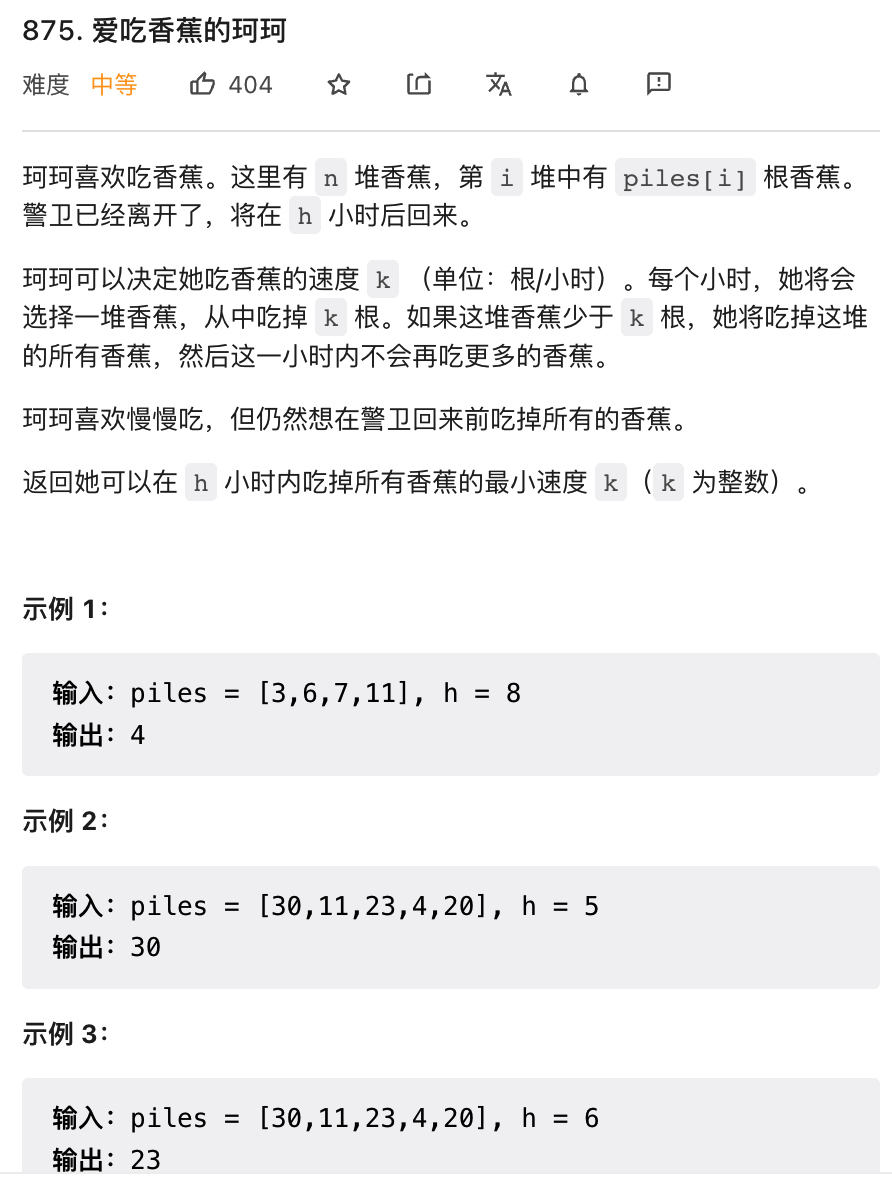 875. 爱吃香蕉的珂珂
难度 中等 404
珂珂喜欢吃香蕉。这里有 n 堆香蕉，第 i 堆中有 piles[i] 根香蕉。
警卫已经离开了，将在 h 小时后回来。
珂珂可以决定她吃香蕉的速度 k （单位：根/小时）。每个小时，她将会
选择一堆香蕉，从中吃掉 k 根。如果这堆香蕉少于 k 根，她将吃掉这堆
的所有香蕉，然后这一小时内不会再吃更多的香蕉。
珂珂喜欢慢慢吃，但仍然想在警卫回来前吃掉所有的香蕉。
返回她可以在 h 小时内吃掉所有香蕉的最小速度 k（k 为整数）。
示例 1：
输入：piles = [3,6,7,11], h = 8
输出：4
示例 2：
输入：piles = [30,11,23,4,20], h = 5
输出：30
示例 3：
输入：piles = [30,11,23,4,20], h = 6
输出：23